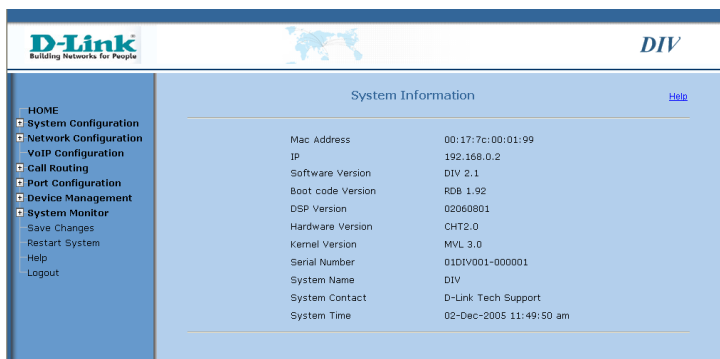 D-Link
Building Networks for People
DIV
HOME
System Configuration
Network Configuration
VoIP Configuration
Call Routing
Port Configuration
Device Management
System Monitor
Save Changes
Restart System
Help
Logout
System Information
Help
Mac Address 00:17:7c:00:01:99
IP 192.168.0.2
Software Version DIV 2.1
Boot code Version RDB 1.92
DSP Version 02060801
Hardware Version CHT2.0
Kernel Version MVL 3.0
Serial Number 01DIV001-000001
System Name DIV
System Contact D-Link Tech Support
System Time 02-Dec-2005 11:49:50 am